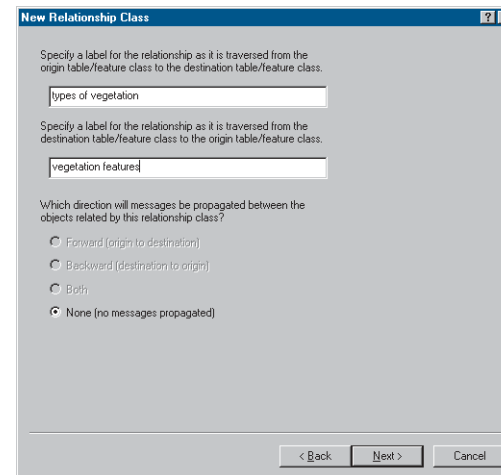 New Relationship Class
?
Specify a label for the relationship as it is traversed from the
origin table/feature class to the destination table/feature class.
types of vegetation
Specify a label for the relationship as it is traversed from the
destination table/feature class to the origin table/feature class.
vegetation features
Which direction will messages be propagated between the
objects related by this relationship class?
Forward (origin to destination)
Backward (destination to origin)
Both
None (no messages propagated)
< Back Next > Cancel